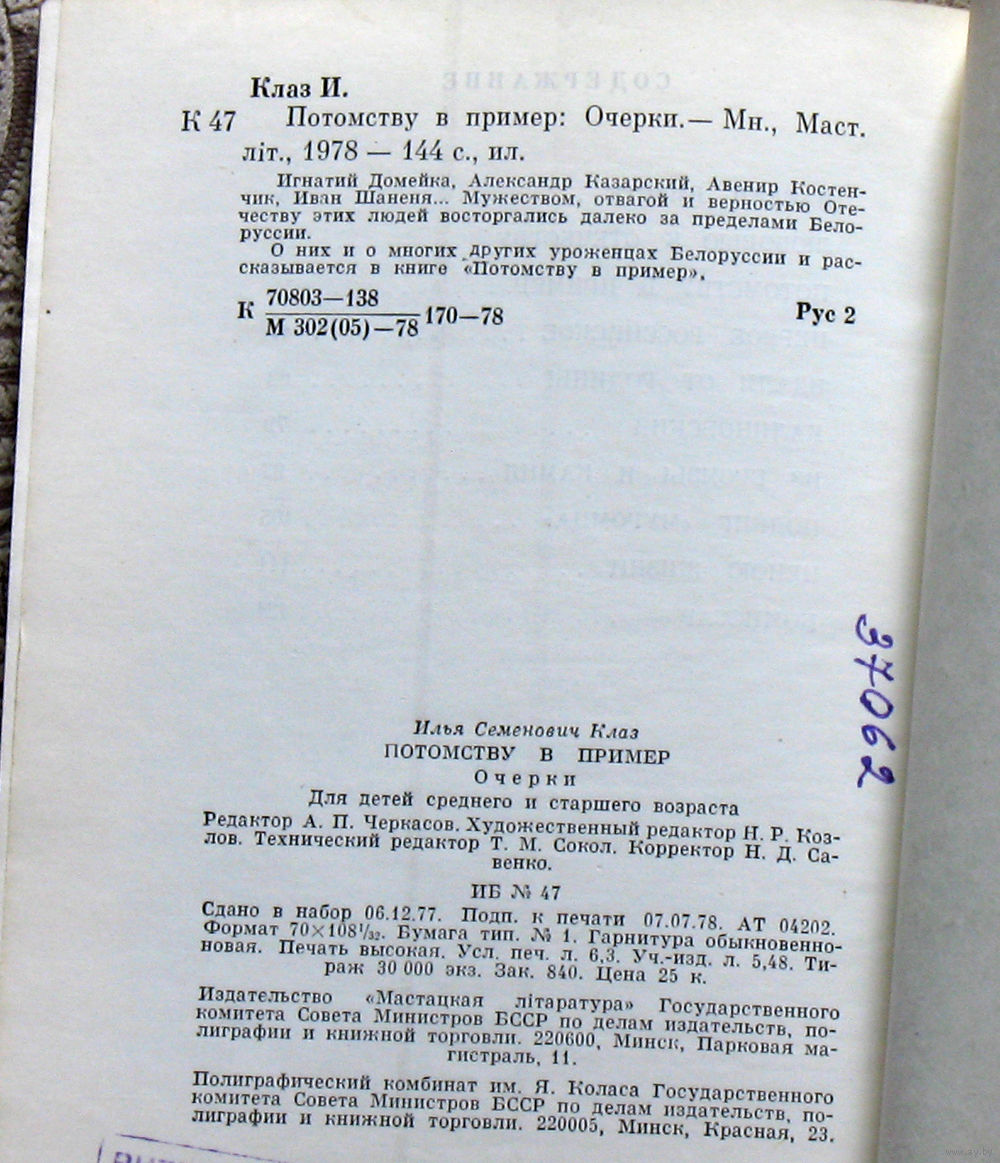 Клаз И.
К 47 Потомству в пример: Очерки.— Мн., Маст.
літ., 1978 — 144 с., ил.
Игнатий Домейка, Александр Казарский, Авенир Костен-
чик, Иван Шаненя... Мужеством, отвагой и верностью Оте-
честву этих людей восторгались далеко за пределами Бело-
руссии.
О них и о многих других уроженцах Белоруссии и рас-
сказывается в книге «Потомству в пример».
К 70803—138
М 302(05)—78 170—78 Рус 2
37062
Илья Семенович Клаз
ПОТОМСТВУ В ПРИМЕР
Очерки
Для детей среднего и старшего возраста
Редактор А. П. Черкасов. Художественный редактор Н. Р. Коз-
лов. Технический редактор Т. М. Сокол. Корректор Н. Д. Са-
венко.
ИБ № 47
Сдано в набор 06.12.77. Подп. к печати 07.07.78. АТ 04202.
Формат 70×108¹/₃₂. Бумага тип. № 1. Гарнитура обыкновенно-
новая. Печать высокая. Усл. печ. л. 6,3. Уч.-изд. л. 5,48. Ти-
раж 30 000 экз. Зак. 840. Цена 25 к.
Издательство «Мастацкая літаратура» Государственного
комитета Совета Министров БССР по делам издательств, по-
лиграфии и книжной торговли. 220600, Минск, Парковая ма-
гистраль, 11.
Полиграфический комбинат им. Я. Коласа Государственного
комитета Совета Министров БССР по делам издательств, по-
лиграфии и книжной торговли. 220005, Минск, Красная, 23.
www.ay.by